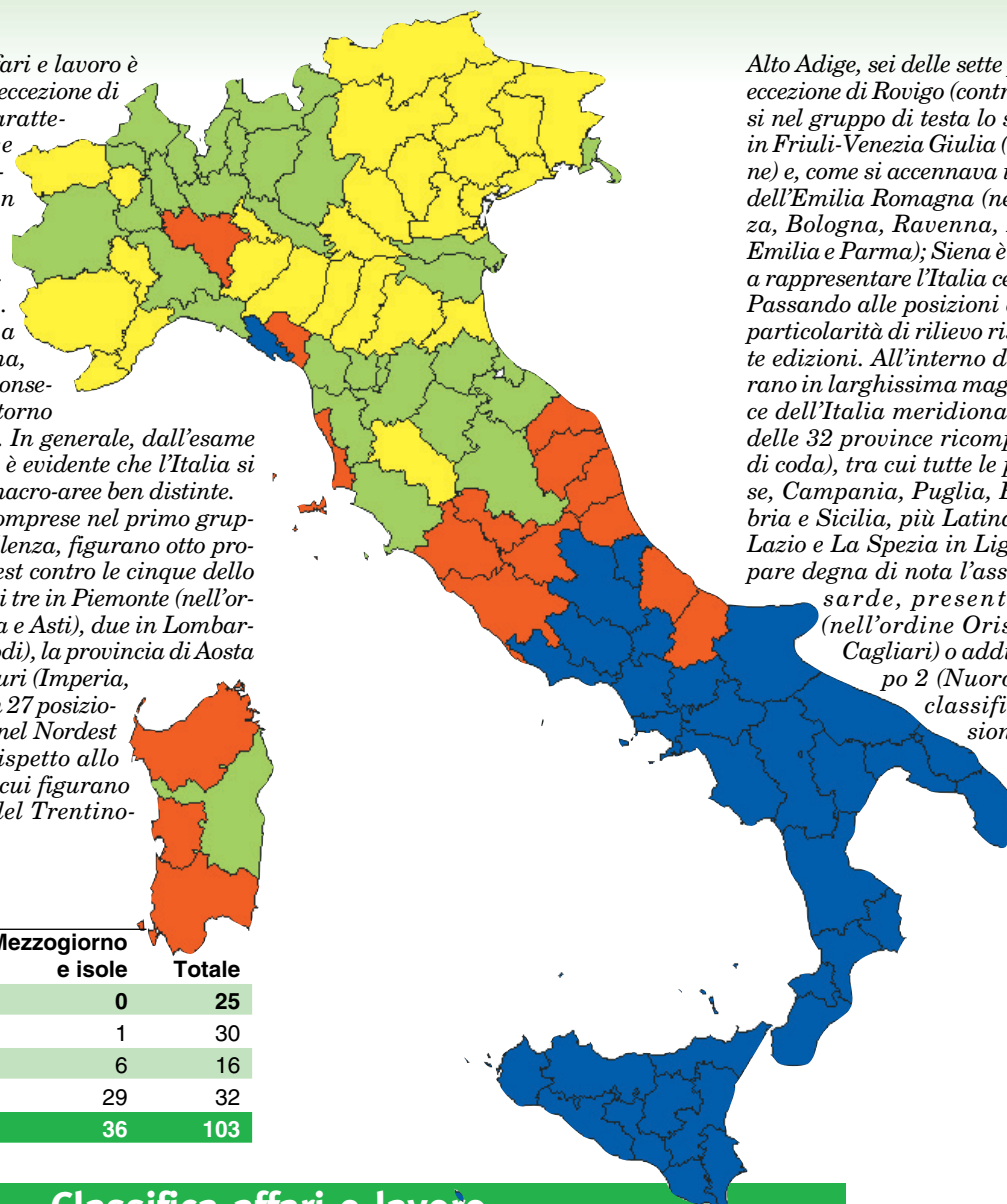 fari e lavoro è
eccezione di
aratte-
ne
n
a
na,
onse-
torno
. In generale, dall'esame
è evidente che l'Italia si
macro-aree ben distinte.
omprese nel primo grup-
lenza, figurano otto pro-
est contro le cinque dello
i tre in Piemonte (nell'or-
a e Asti), due in Lombar-
odi), la provincia di Aosta
uri (Imperia,
n 27 posizio-
nel Nordest
ispetto allo
cui figurano
del Trentino-
Mezzogiorno
e isole Totale
0 25
1 30
6 16
29 32
36 103
Alto Adige, sei delle sette
eccezione di Rovigo (contr
si nel gruppo di testa lo s
in Friuli-Venezia Giulia (
ne) e, come si accennava i
dell'Emilia Romagna (ne
za, Bologna, Ravenna,
Emilia e Parma); Siena è
a rappresentare l'Italia ce
Passando alle posizioni
particolarità di rilievo ris
te edizioni. All'interno d
rano in larghissima mag
ce dell'Italia meridiona
delle 32 province ricomp
di coda), tra cui tutte le p
se, Campania, Puglia,
bria e Sicilia, più Latina
Lazio e La Spezia in Lig
pare degna di nota l'ass
sarde, present
(nell'ordine Oris
Cagliari) o addi
po 2 (Nuoro
classifi
sion
Classifica affari e lavoro